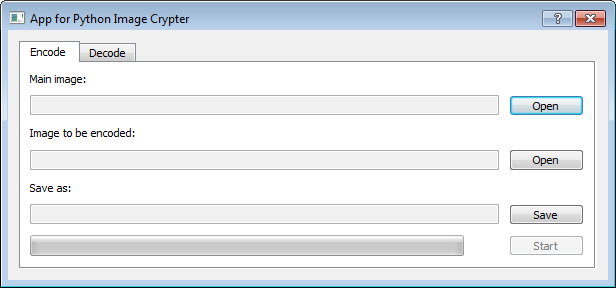 App for Python Image Crypter
Encode Decode
Main image:
Open
Image to be encoded:
Open
Save as:
Save
Start